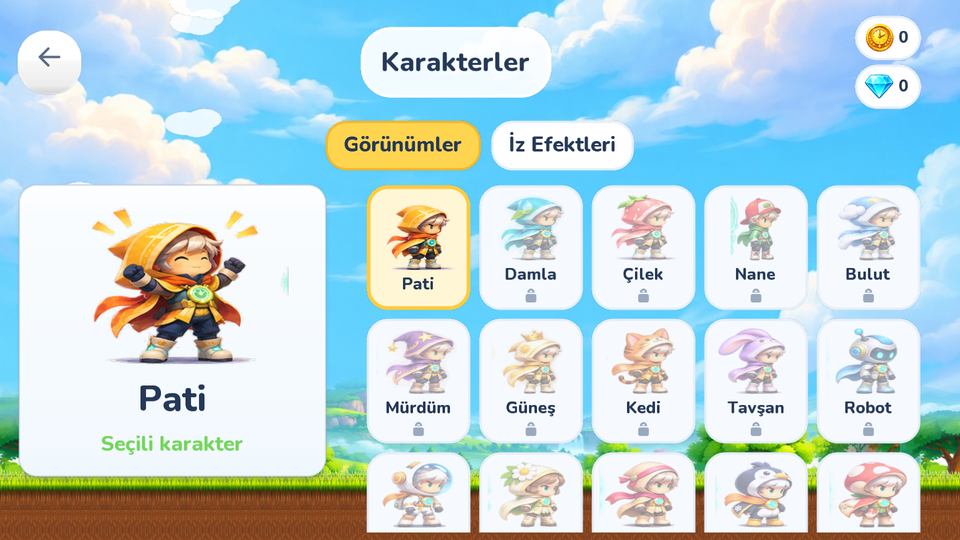 Karakterler
0
0
Görünümler
İz Efektleri
Pati
Seçili karakter
Pati
Damla
Çilek
Nane
Bulut
Mürdüm
Güneş
Kedi
Tavşan
Robot